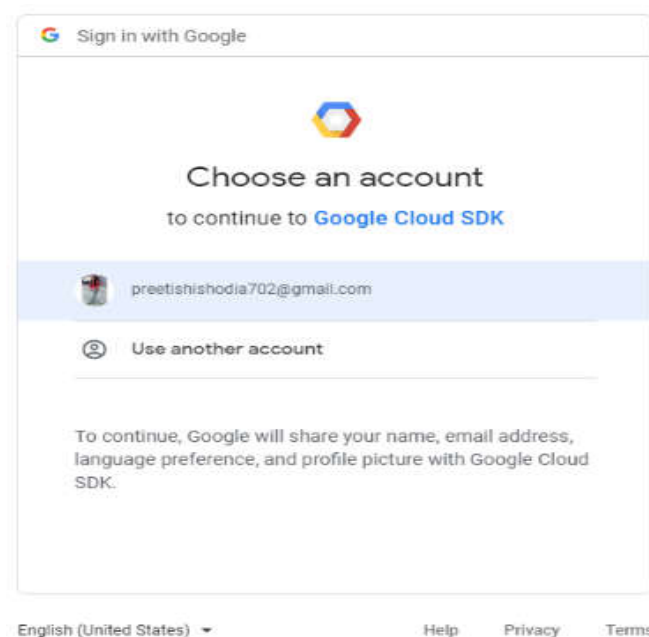 Sign in with Google
Choose an account
to continue to Google Cloud SDK
preetishishodia702@gmail.com
Use another account
To continue, Google will share your name, email address,
language preference, and profile picture with Google Cloud
SDK.
English (United States)
Help Privacy Terms